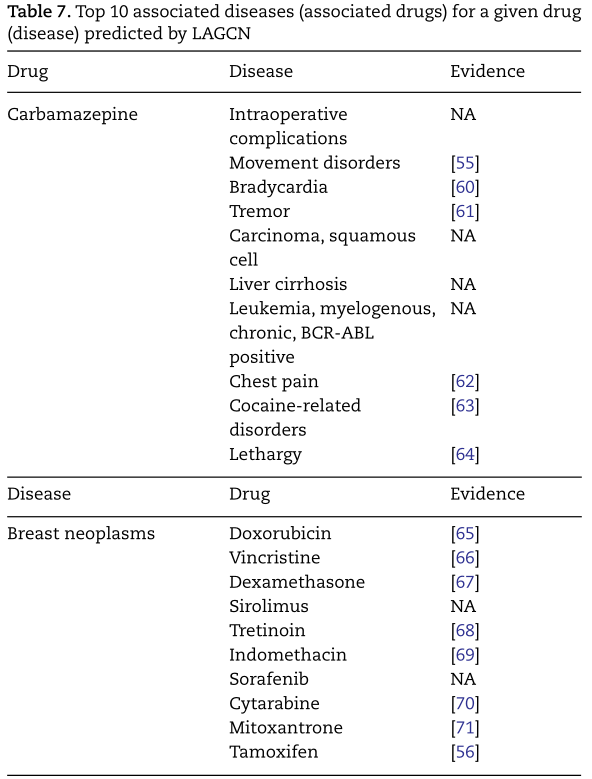 Table 7. Top 10 associated diseases (associated drugs) for a given drug
(disease) predicted by LAGCN
Drug Disease Evidence
Carbamazepine Intraoperative NA
complications
Movement disorders [55]
Bradycardia [60]
Tremor [61]
Carcinoma, squamous NA
cell
Liver cirrhosis NA
Leukemia, myelogenous, NA
chronic, BCR-ABL
positive
Chest pain [62]
Cocaine-related [63]
disorders
Lethargy [64]
Disease Drug Evidence
Breast neoplasms Doxorubicin [65]
Vincristine [66]
Dexamethasone [67]
Sirolimus NA
Tretinoin [68]
Indomethacin [69]
Sorafenib NA
Cytarabine [70]
Mitoxantrone [71]
Tamoxifen [56]